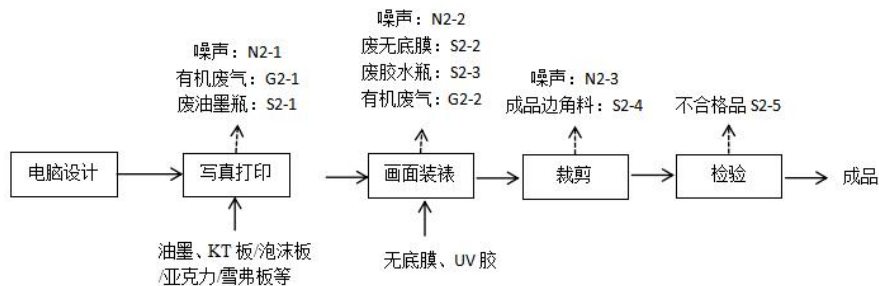 噪声：N2-1
有机废气：G2-1
废油墨瓶：S2-1
噪声：N2-2
废无底膜：S2-2
废胶水瓶：S2-3
有机废气：G2-2
噪声：N2-3
成品边角料：S2-4
不合格品 S2-5
电脑设计
写真打印
画面装裱
裁剪
检验
成品
油墨、KT 板/泡沫板
/亚克力/雪弗板等
无底膜、UV 胶